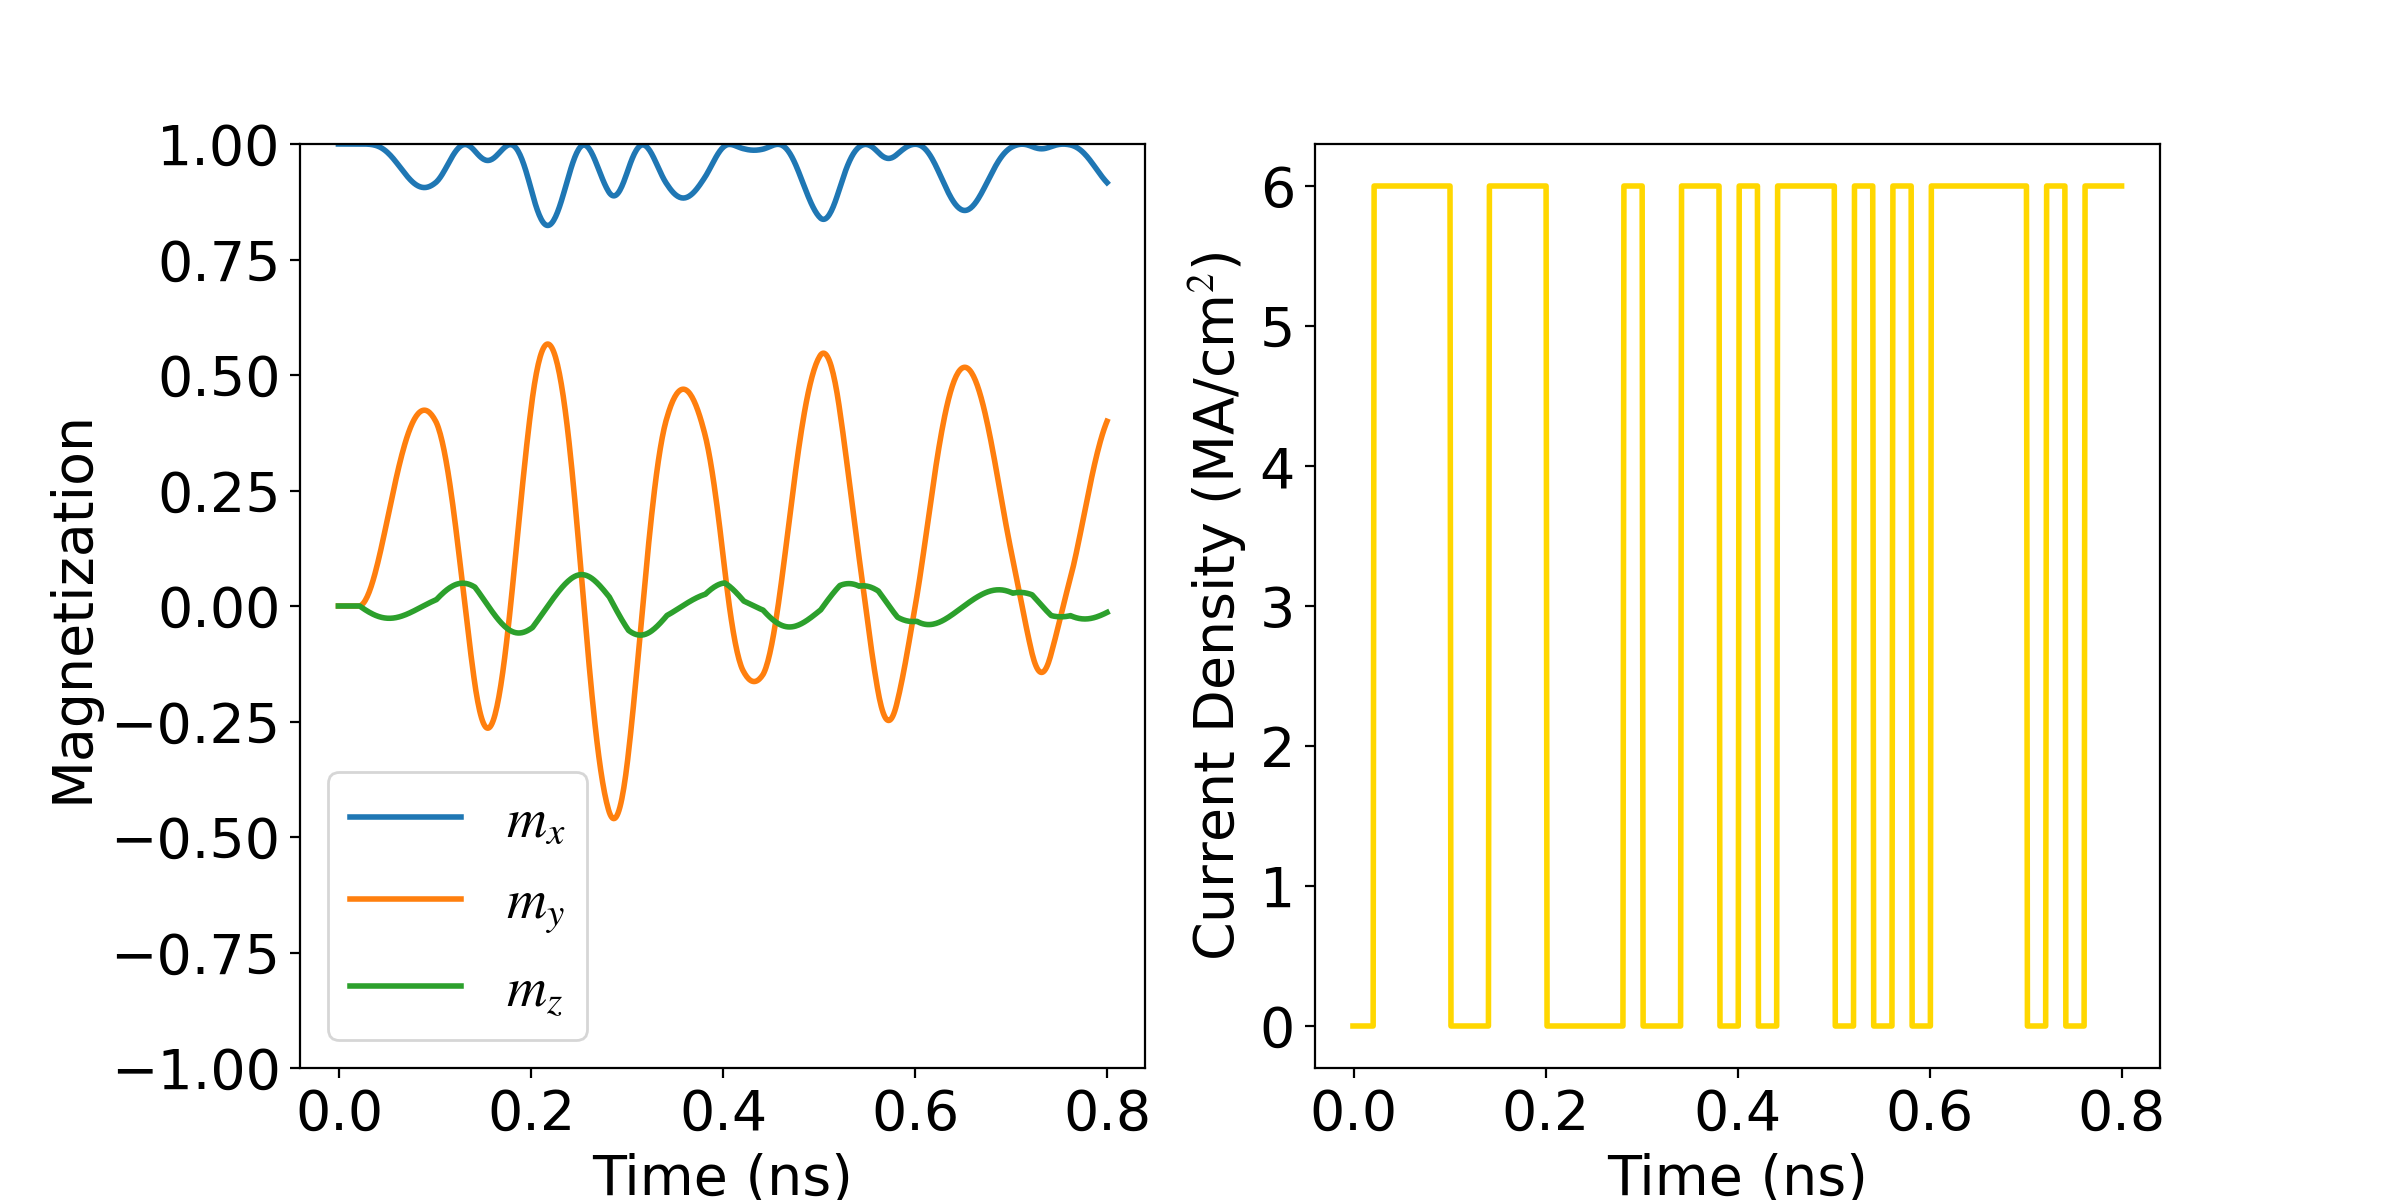 Magnetization
1.00
0.75
0.50
0.25
0.00
−0.25
−0.50
−0.75
−1.00
m_x
m_y
m_z
0.0 0.2 0.4 0.6 0.8
Time (ns)
Current Density (MA/cm²)
6
5
4
3
2
1
0
0.0 0.2 0.4 0.6 0.8
Time (ns)